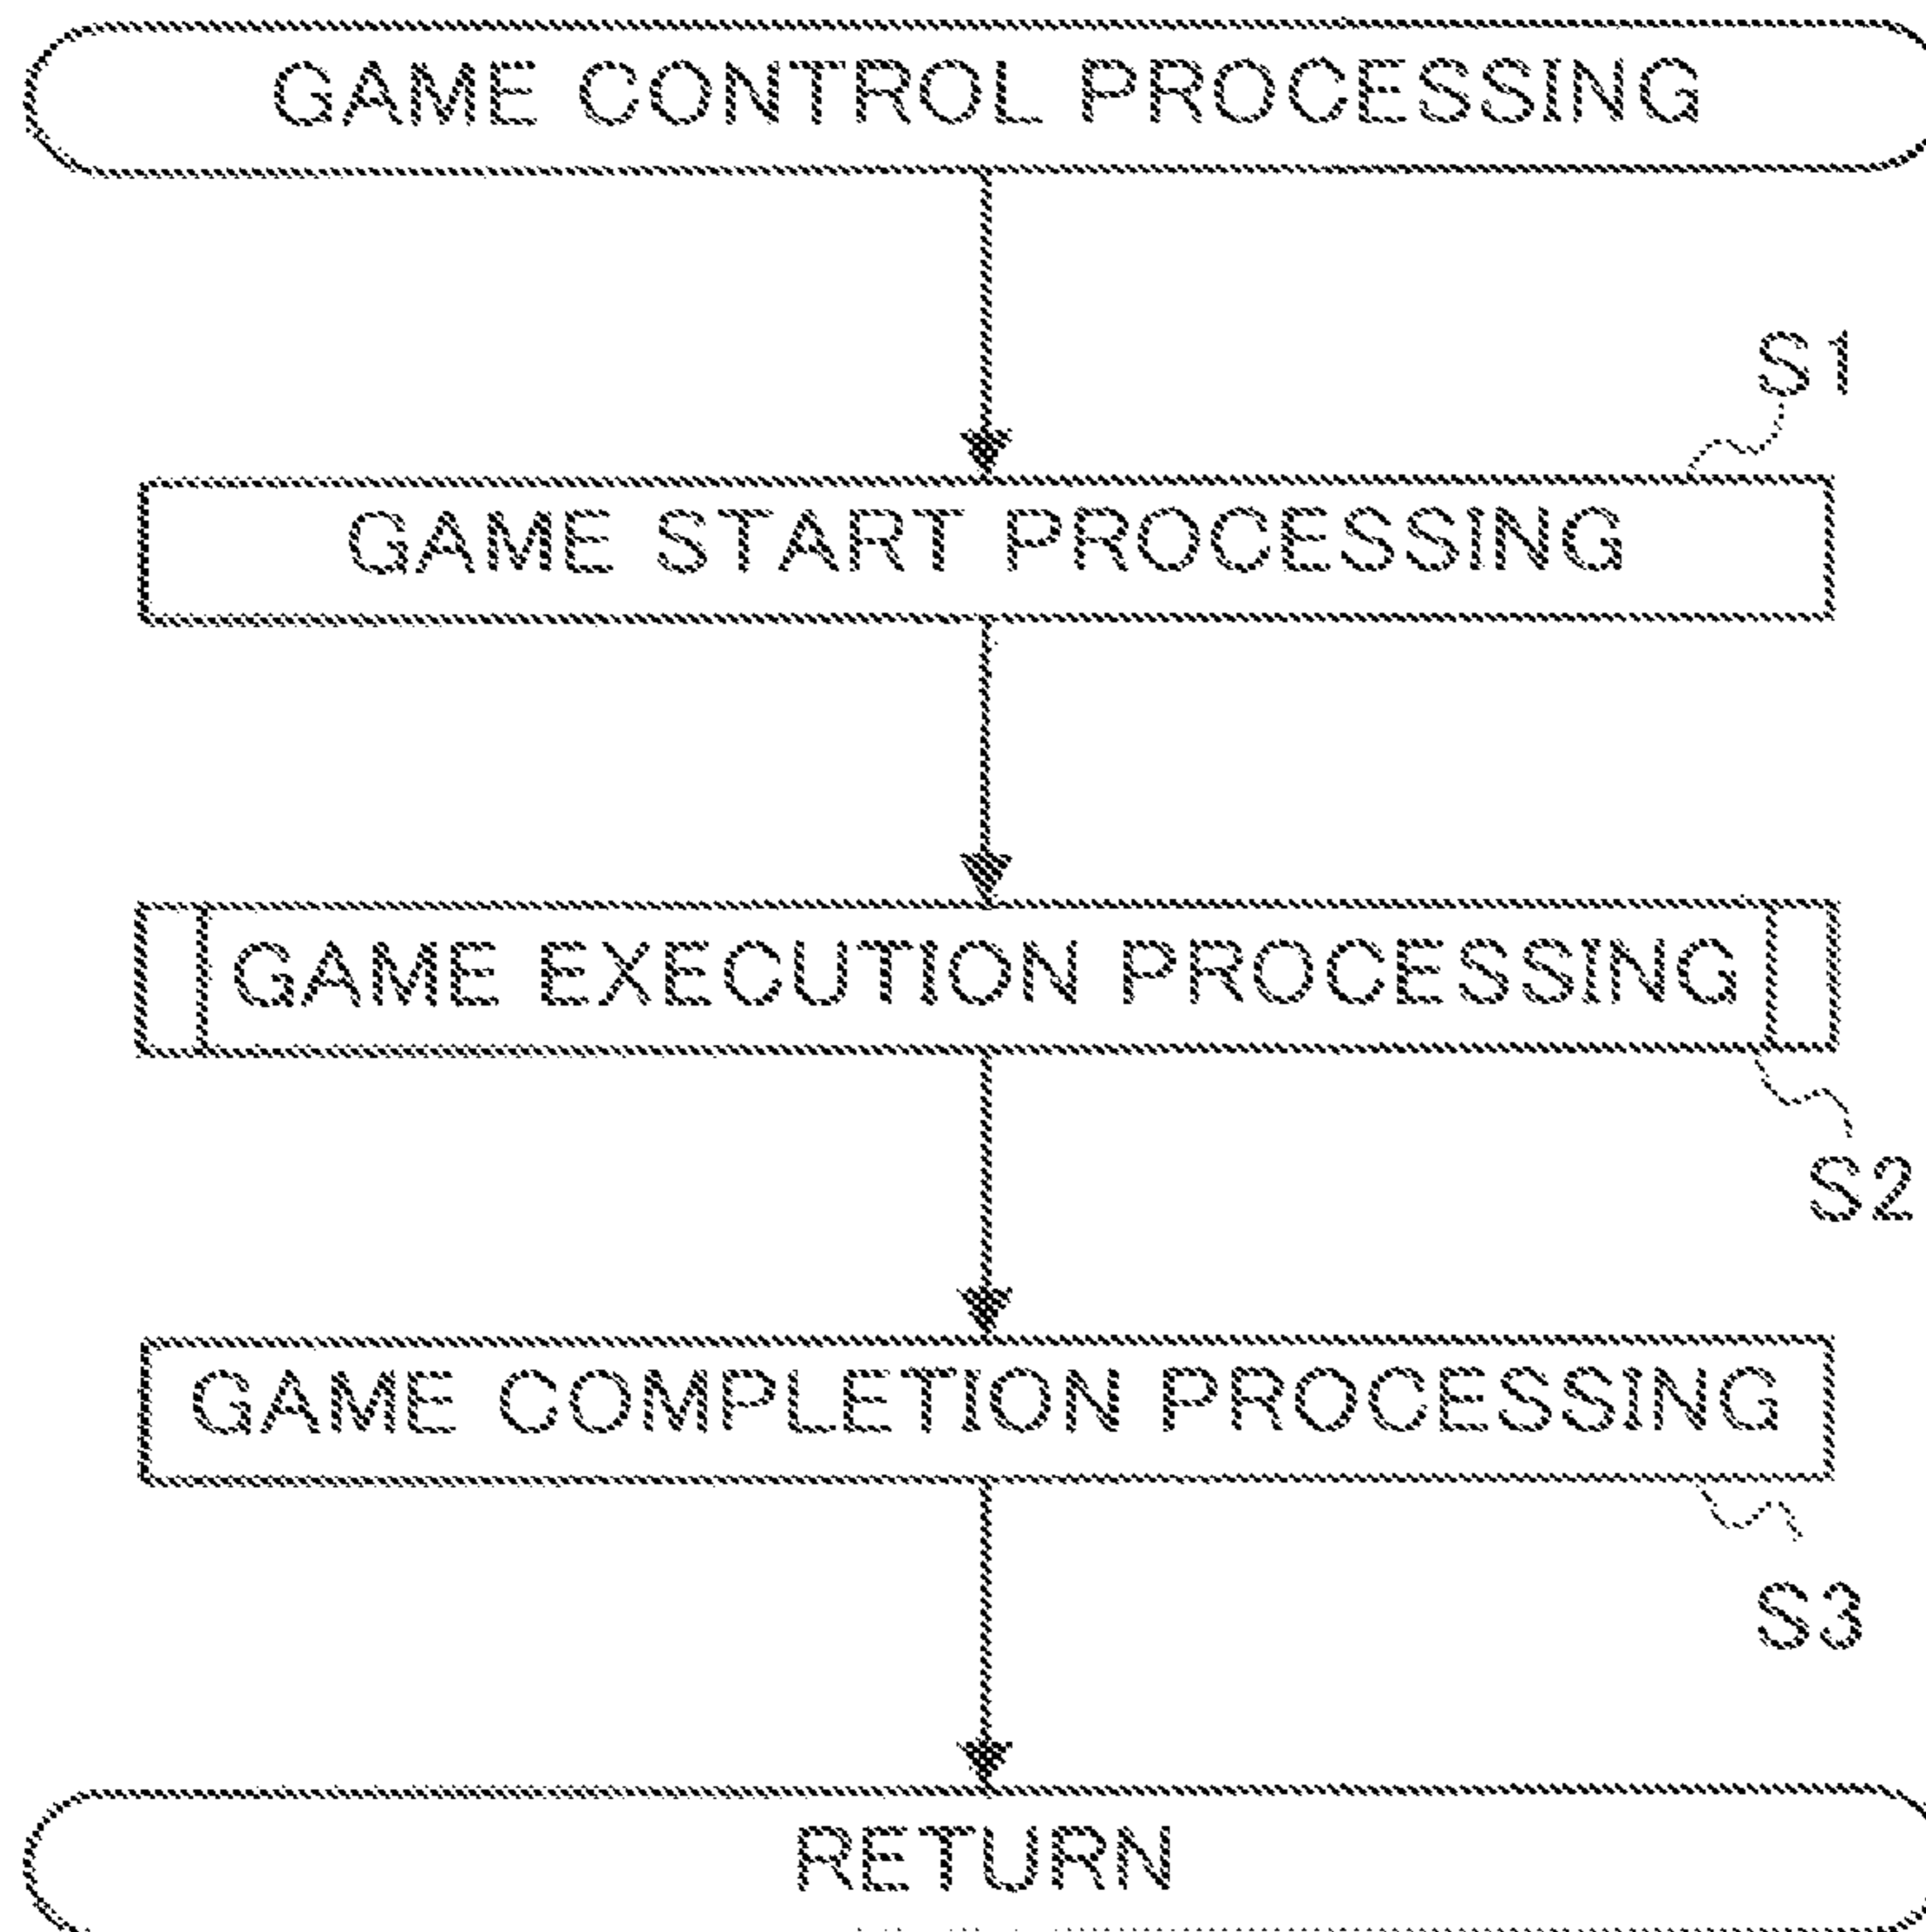 GAME CONTROL PROCESSING
S1
GAME START PROCESSING
GAME EXECUTION PROCESSING
S2
GAME COMPLETION PROCESSING
S3
RETURN